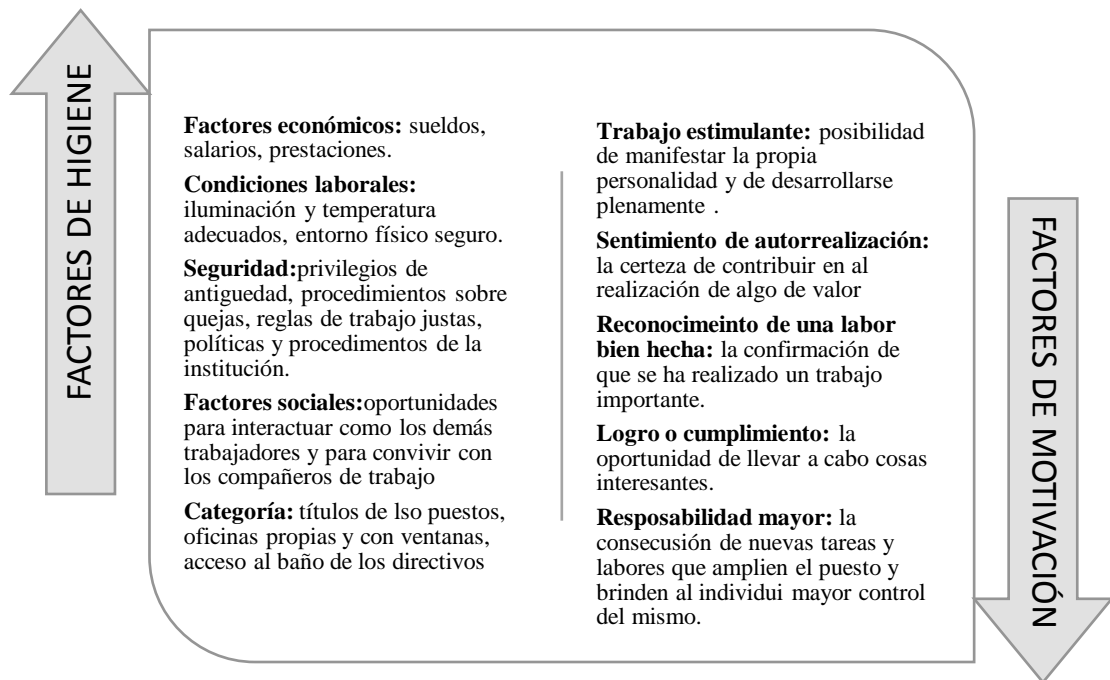 FACTORES DE HIGIENE
Factores económicos: sueldos,
salarios, prestaciones.
Condiciones laborales:
iluminación y temperatura
adecuados, entorno físico seguro.
Seguridad:privilegios de
antiguedad, procedimientos sobre
quejas, reglas de trabajo justas,
políticas y procedimentos de la
institución.
Factores sociales:oportunidades
para interactuar como los demás
trabajadores y para convivir con
los compañeros de trabajo
Categoría: títulos de lso puestos,
oficinas propias y con ventanas,
acceso al baño de los directivos
Trabajo estimulante: posibilidad
de manifestar la propia
personalidad y de desarrollarse
plenamente .
Sentimiento de autorrealización:
la certeza de contribuir en al
realización de algo de valor
Reconocimeinto de una labor
bien hecha: la confirmación de
que se ha realizado un trabajo
importante.
Logro o cumplimiento: la
oportunidad de llevar a cabo cosas
interesantes.
Resposabilidad mayor: la
consecusión de nuevas tareas y
labores que amplien el puesto y
brinden al individui mayor control
del mismo.
FACTORES DE MOTIVACIÓN